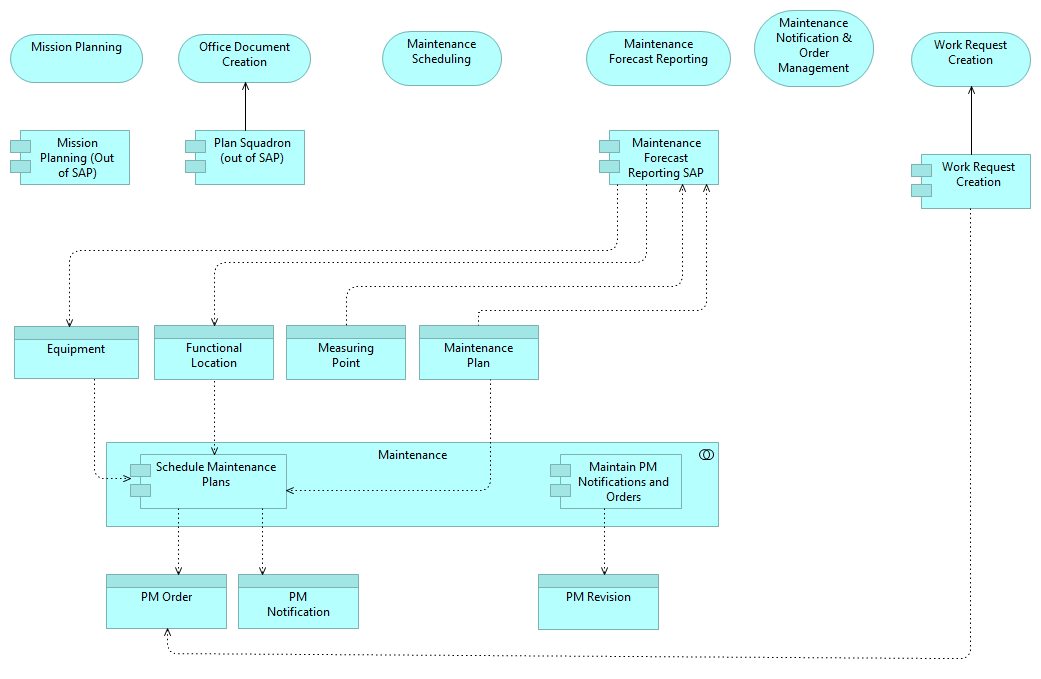 Mission Planning
Office Document
Creation
Maintenance
Scheduling
Maintenance
Forecast Reporting
Maintenance
Notification &
Order
Management
Work Request
Creation
Mission
Planning (Out
of SAP)
Plan Squadron
(out of SAP)
Maintenance
Forecast
Reporting SAP
Work Request
Creation
Equipment
Functional
Location
Measuring
Point
Maintenance
Plan
Maintenance
Schedule Maintenance
Plans
Maintain PM
Notifications and
Orders
PM Order
PM
Notification
PM Revision